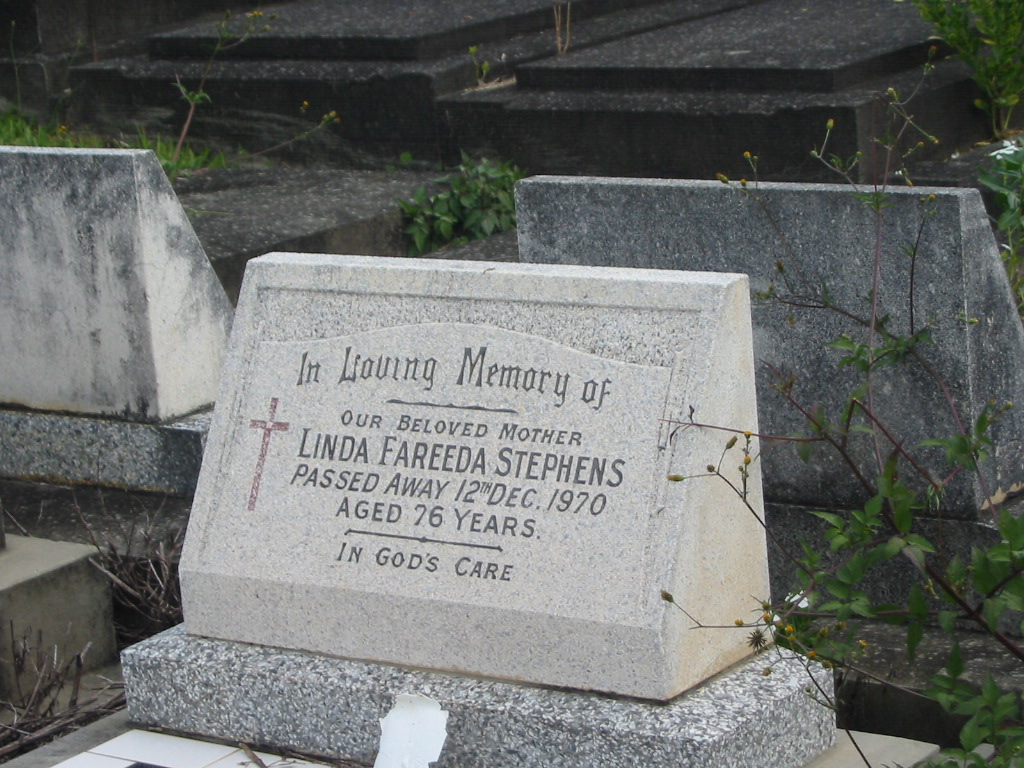 In Loving Memory of
OUR BELOVED MOTHER
LINDA FAREEDA STEPHENS
PASSED AWAY 12TH DEC. 1970
AGED 76 YEARS.
IN GOD'S CARE